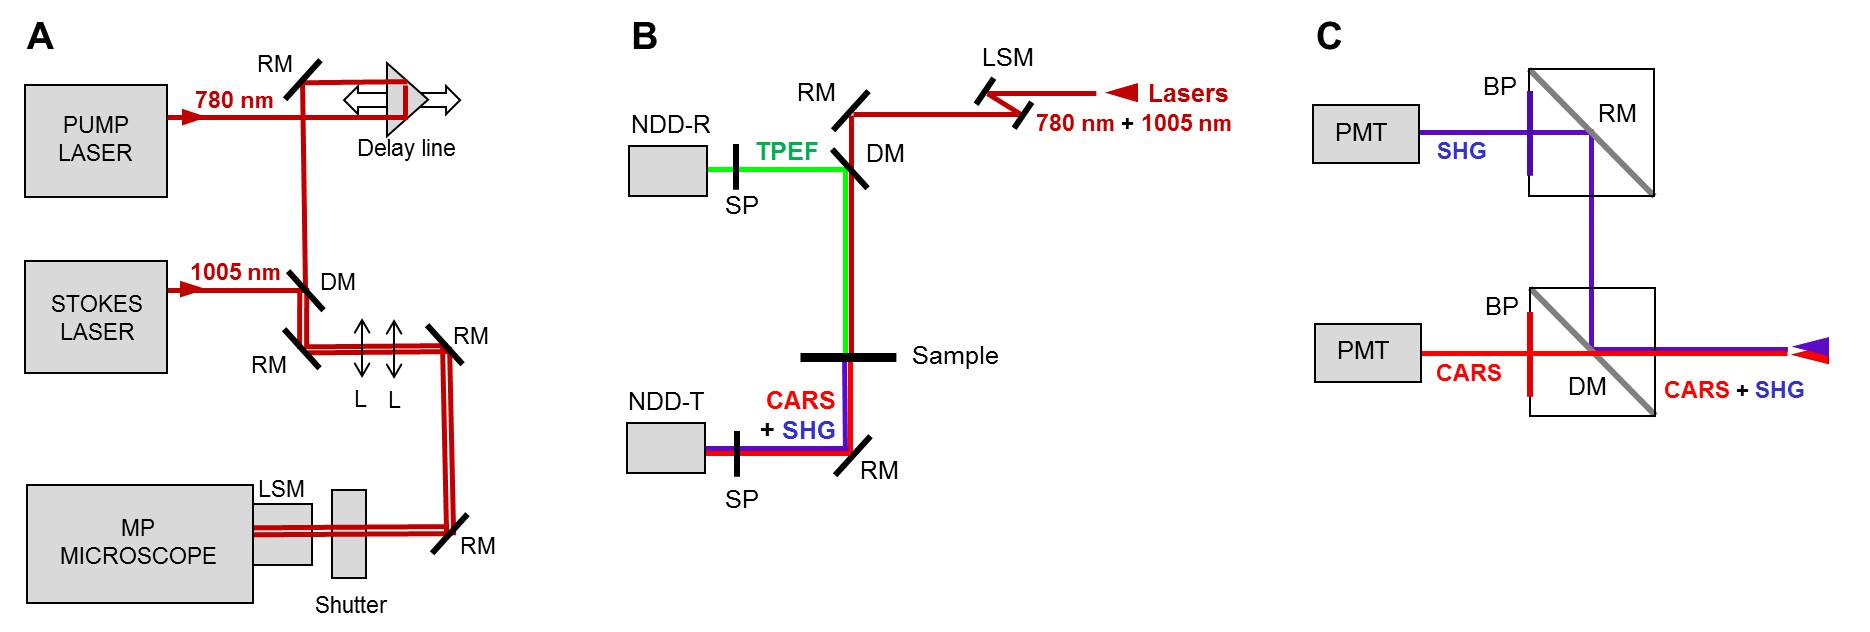 A
RM
780 nm
PUMP
LASER
Delay line
1005 nm
DM
STOKES
LASER
RM
RM
L
L
LSM
MP
MICROSCOPE
RM
Shutter
B
LSM
RM
Lasers
780 nm + 1005 nm
NDD-R
TPEF
DM
SP
Sample
NDD-T
CARS
+ SHG
RM
SP
C
BP
RM
PMT
SHG
BP
PMT
CARS
DM
CARS + SHG